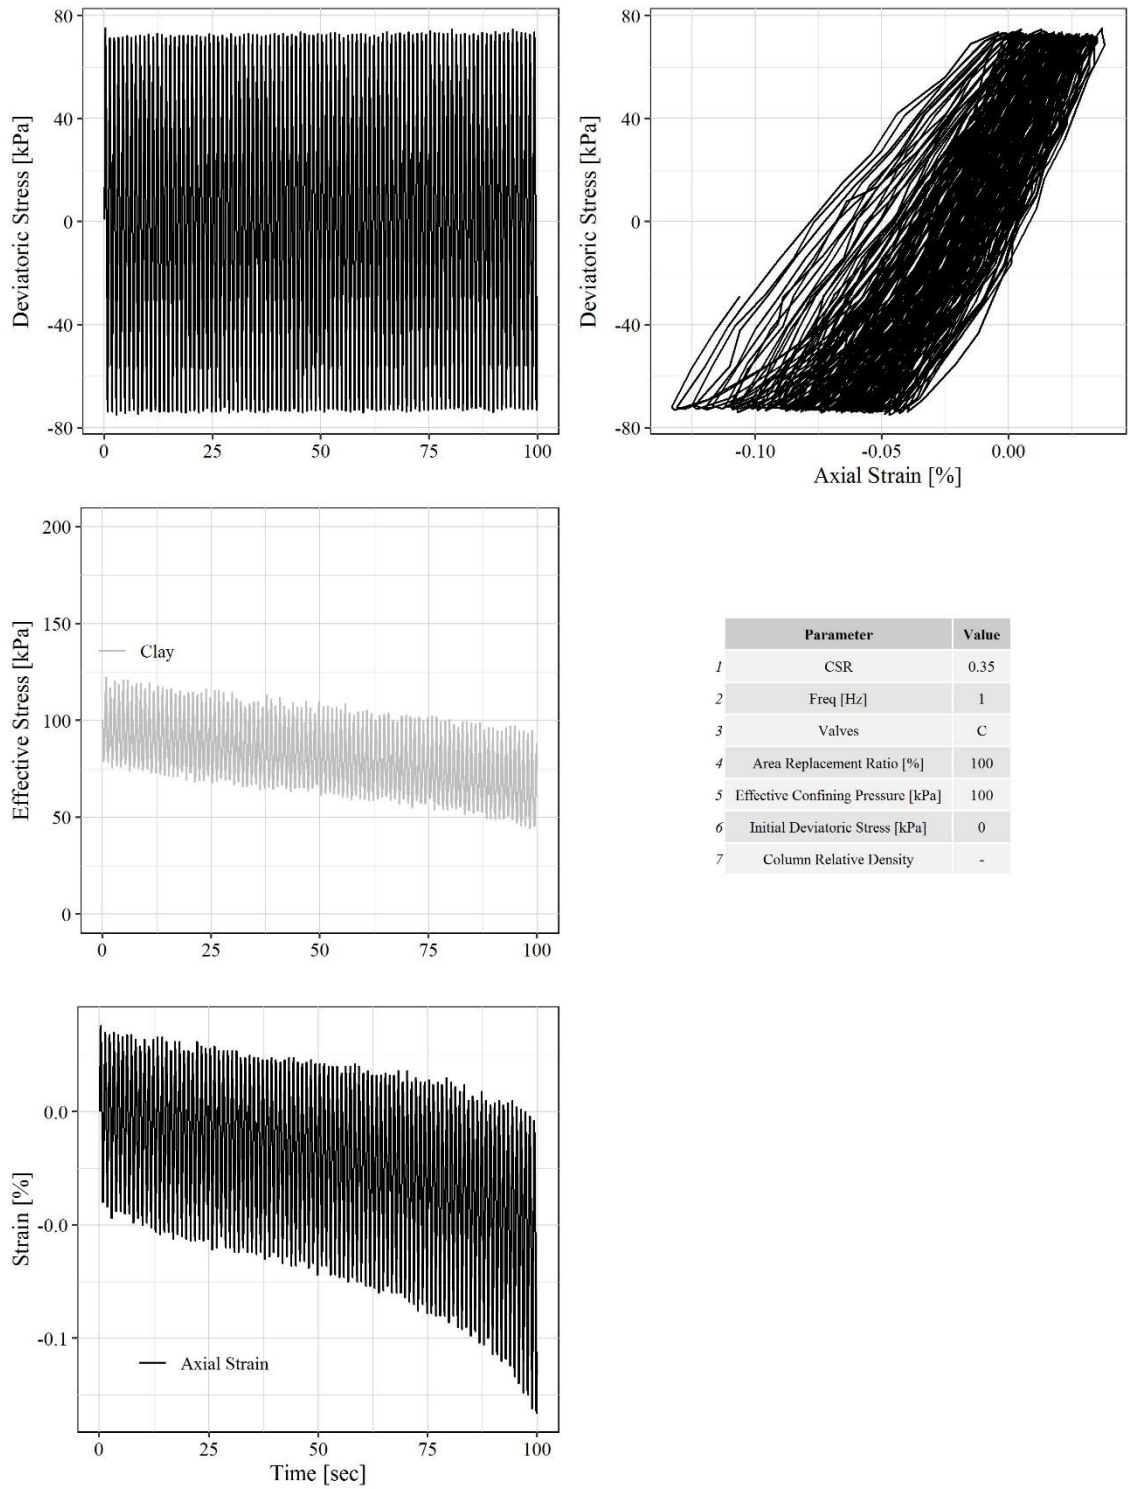 80
40
0
-40
-80
0
25
50
75
100
Deviatoric Stress [kPa]
80
40
0
-40
-80
-0.10
-0.05
0.00
Deviatoric Stress [kPa]
Axial Strain [%]
200
150
100
50
0
0
25
50
75
100
Effective Stress [kPa]
Clay
Parameter Value
1 CSR 0.35
2 Freq [Hz] 1
3 Valves C
4 Area Replacement Ratio [%] 100
5 Effective Confining Pressure [kPa] 100
6 Initial Deviatoric Stress [kPa] 0
7 Column Relative Density -
0.0
-0.0
-0.1
Strain [%]
Axial Strain
0
25
50
75
100
Time [sec]